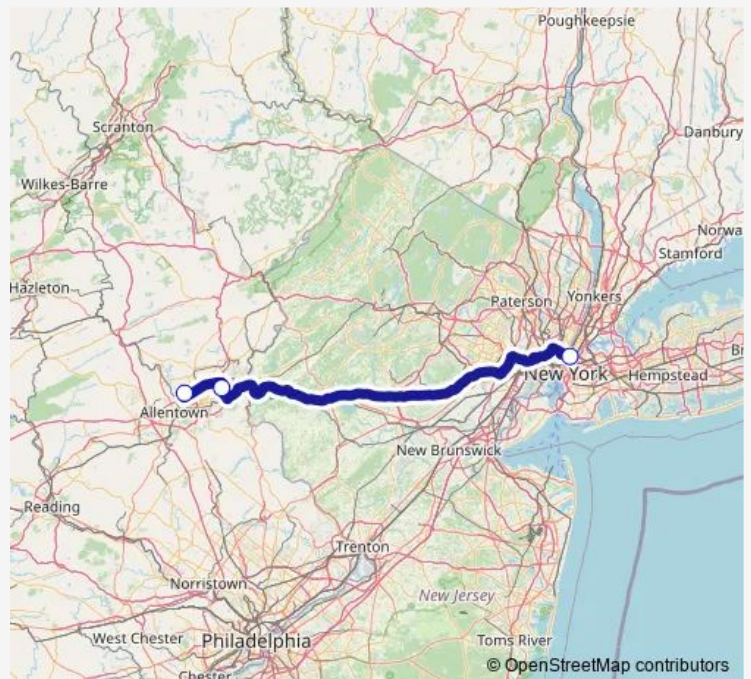 Poughkeepsie
Scranton
Danbury
Wilkes-Barre
Norwa
Stamford
Hazleton
Paterson
Yonkers
New York
Hempstead
Br
Allentown
New Brunswick
Reading
Trenton
Norristown
New Jersey
West Chester
Philadelphia
Toms River
Chester
© OpenStreetMap contributors